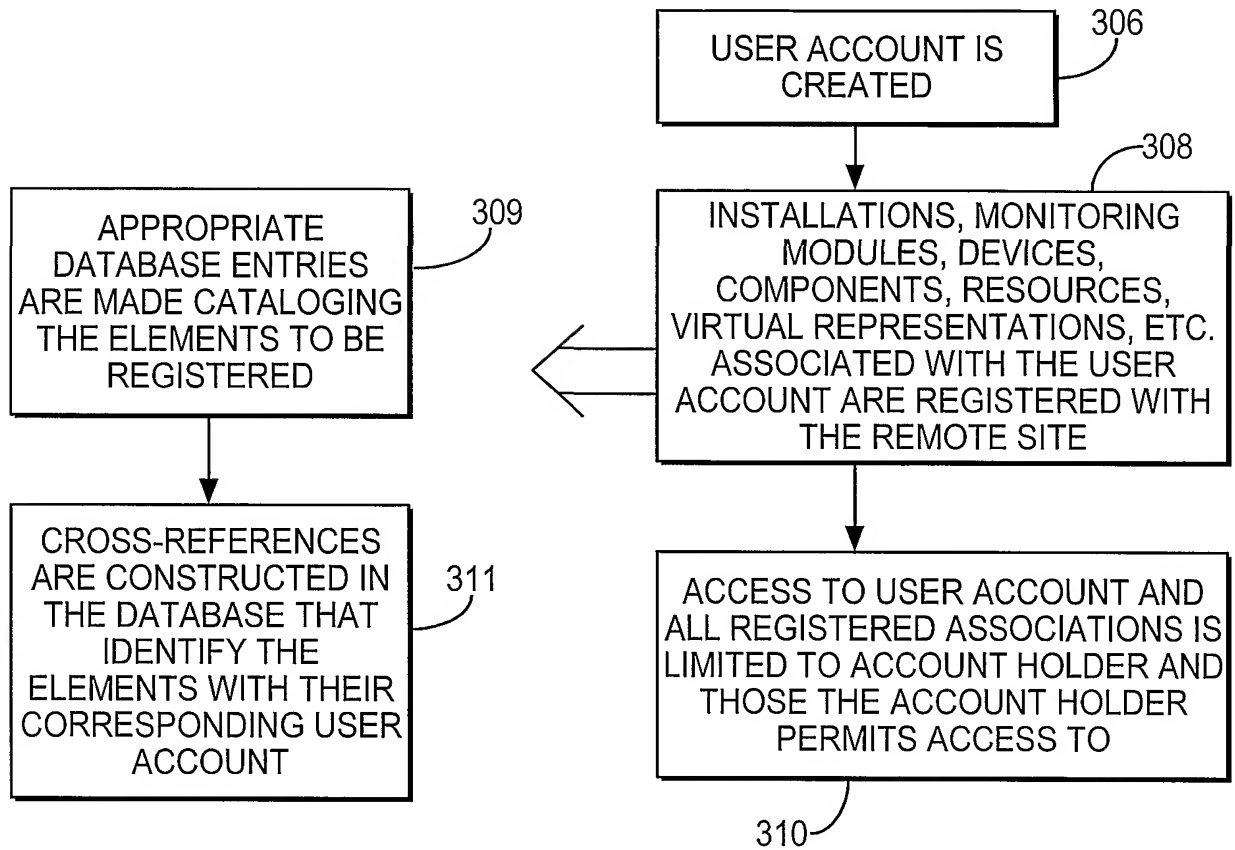 306
USER ACCOUNT IS
CREATED
308
INSTALLATIONS, MONITORING
MODULES, DEVICES,
COMPONENTS, RESOURCES,
VIRTUAL REPRESENTATIONS, ETC.
ASSOCIATED WITH THE USER
ACCOUNT ARE REGISTERED WITH
THE REMOTE SITE
309
APPROPRIATE
DATABASE ENTRIES
ARE MADE CATALOGING
THE ELEMENTS TO BE
REGISTERED
311
CROSS-REFERENCES
ARE CONSTRUCTED IN
THE DATABASE THAT
IDENTIFY THE
ELEMENTS WITH THEIR
CORRESPONDING USER
ACCOUNT
ACCESS TO USER ACCOUNT AND
ALL REGISTERED ASSOCIATIONS IS
LIMITED TO ACCOUNT HOLDER AND
THOSE THE ACCOUNT HOLDER
PERMITS ACCESS TO
310